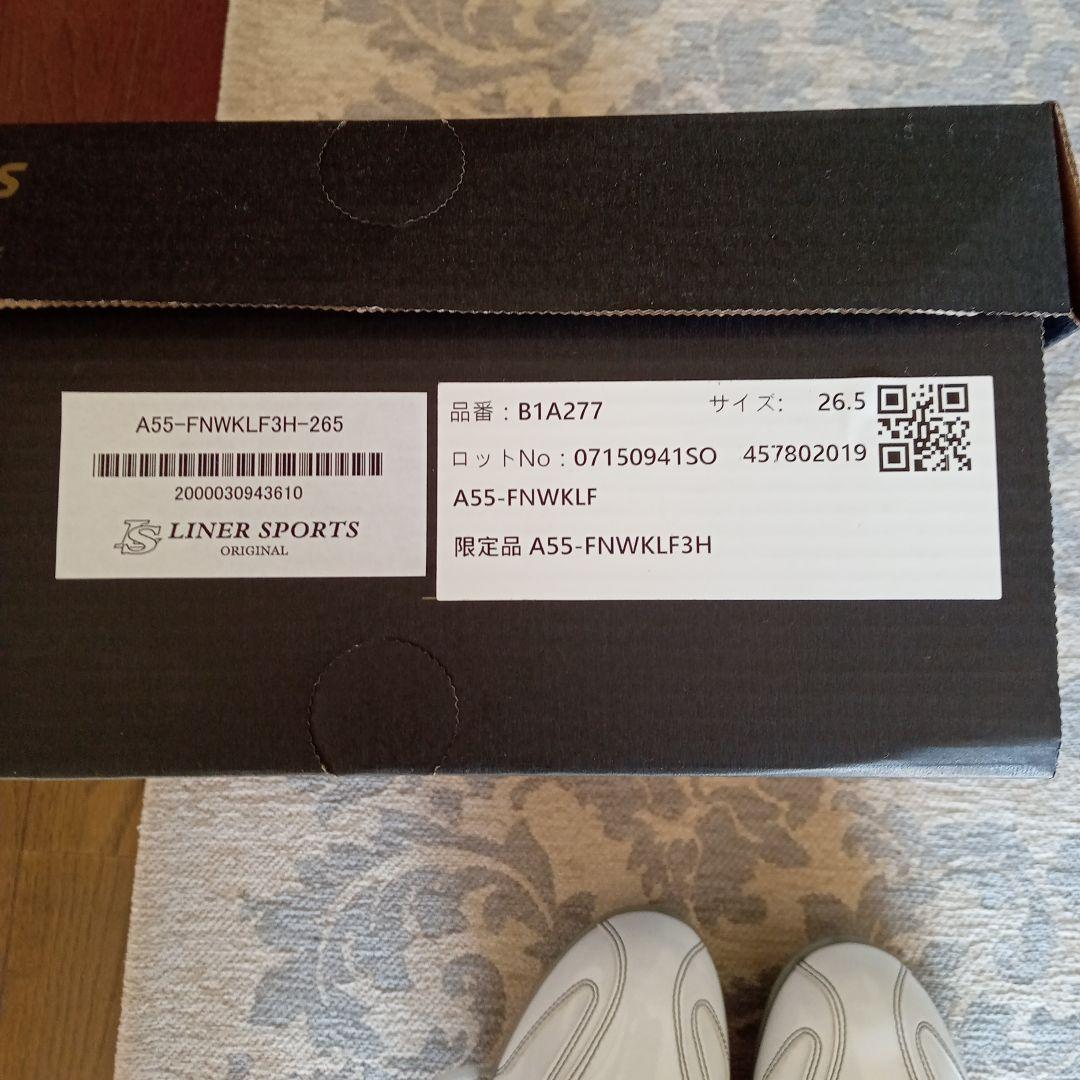 A55-FNWKLF3H-265
2000030943610
LS LINER SPORTS
ORIGINAL
品番：B1A277 サイズ： 26.5
ロットNo：07150941SO 457802019
A55-FNWKLF
限定品 A55-FNWKLF3H